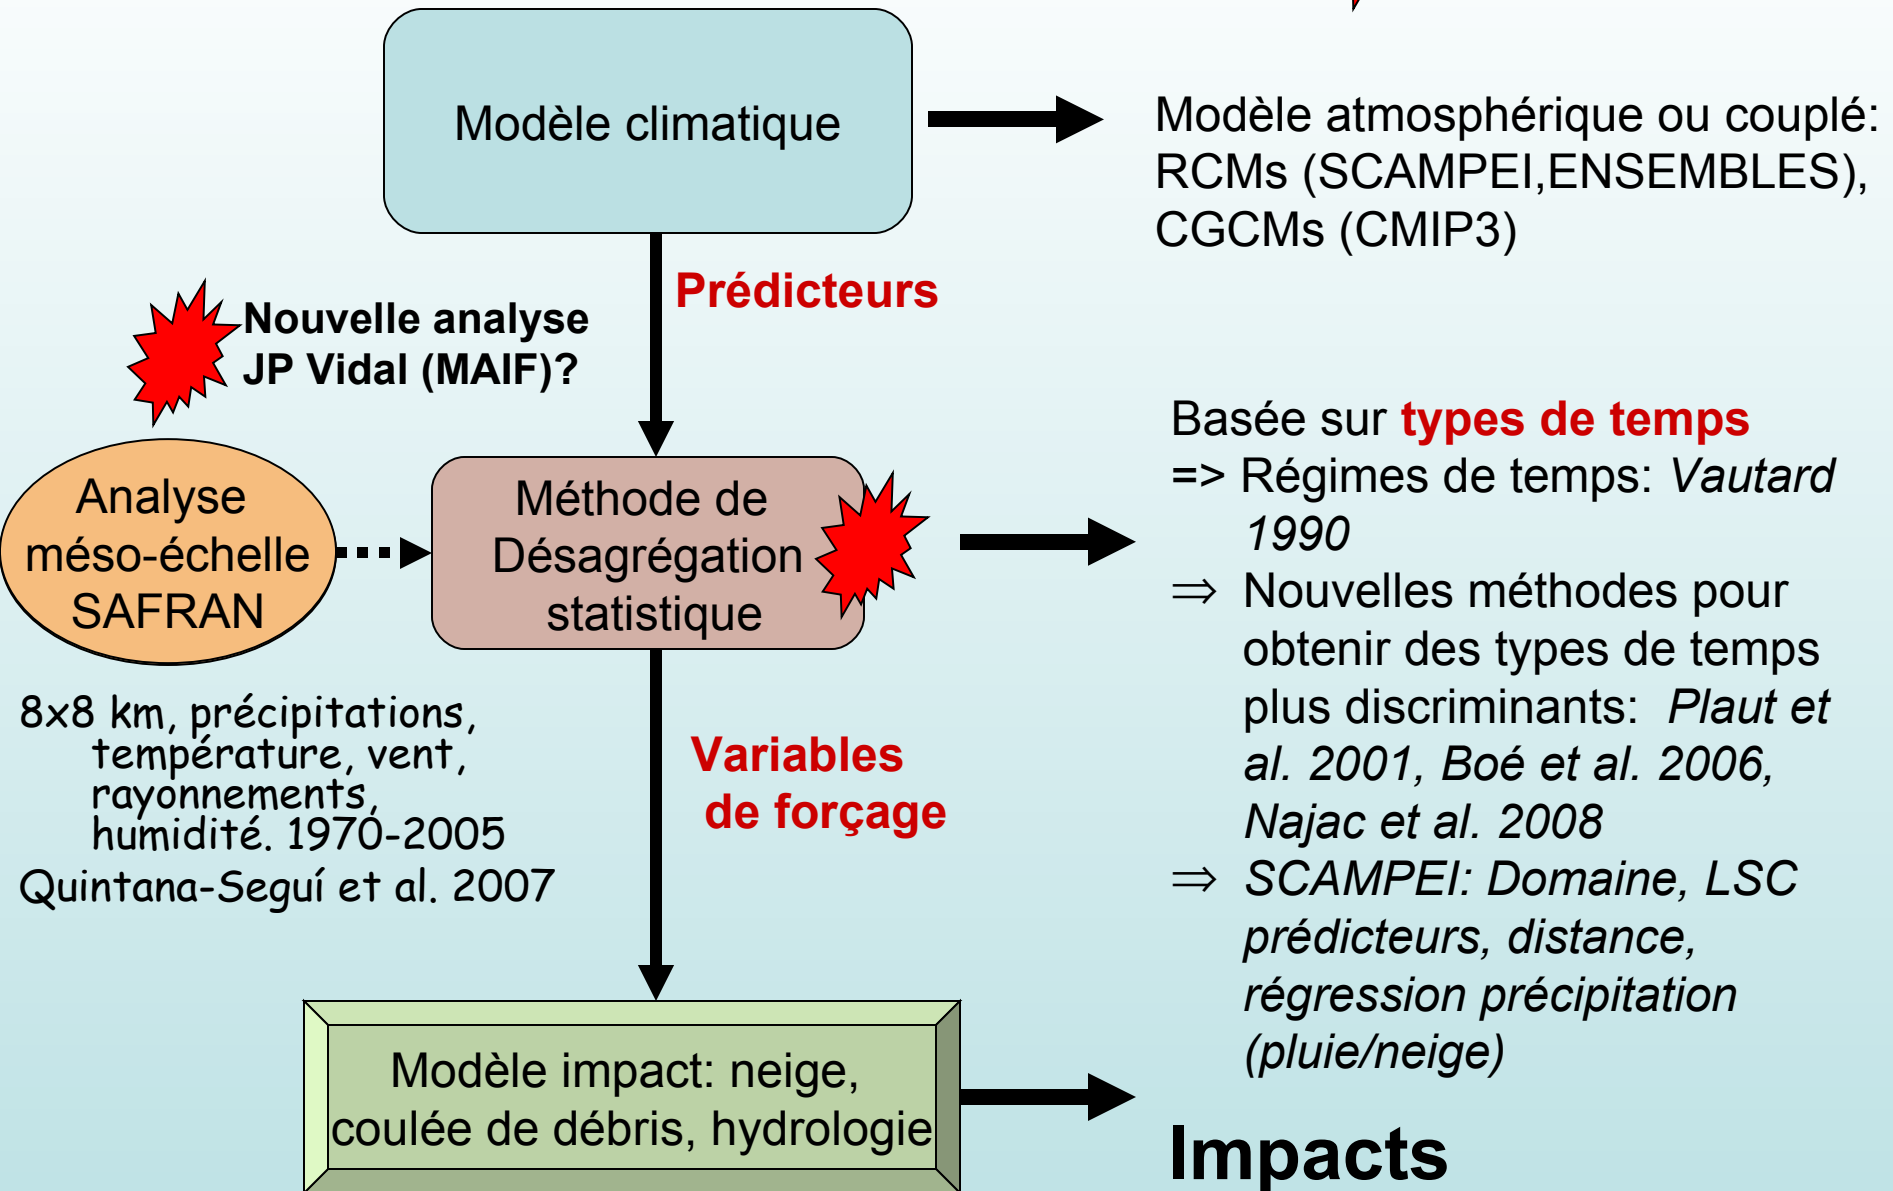 Modèle climatique
Modèle atmosphérique ou couplé:
RCMs (SCAMPEI,ENSEMBLES),
CGCMs (CMIP3)
Prédicteurs
Nouvelle analyse
JP Vidal (MAIF)?
Analyse
méso-échelle
SAFRAN
Méthode de
Désagrégation
statistique
Basée sur types de temps
=> Régimes de temps: Vautard
1990
⇒ Nouvelles méthodes pour
obtenir des types de temps
plus discriminants: Plaut et
al. 2001, Boé et al. 2006,
Najac et al. 2008
⇒ SCAMPEI: Domaine, LSC
prédicteurs, distance,
régression précipitation
(pluie/neige)
8x8 km, précipitations,
température, vent,
rayonnements,
humidité. 1970-2005
Quintana-Seguí et al. 2007
Variables
de forçage
Modèle impact: neige,
coulée de débris, hydrologie
Impacts